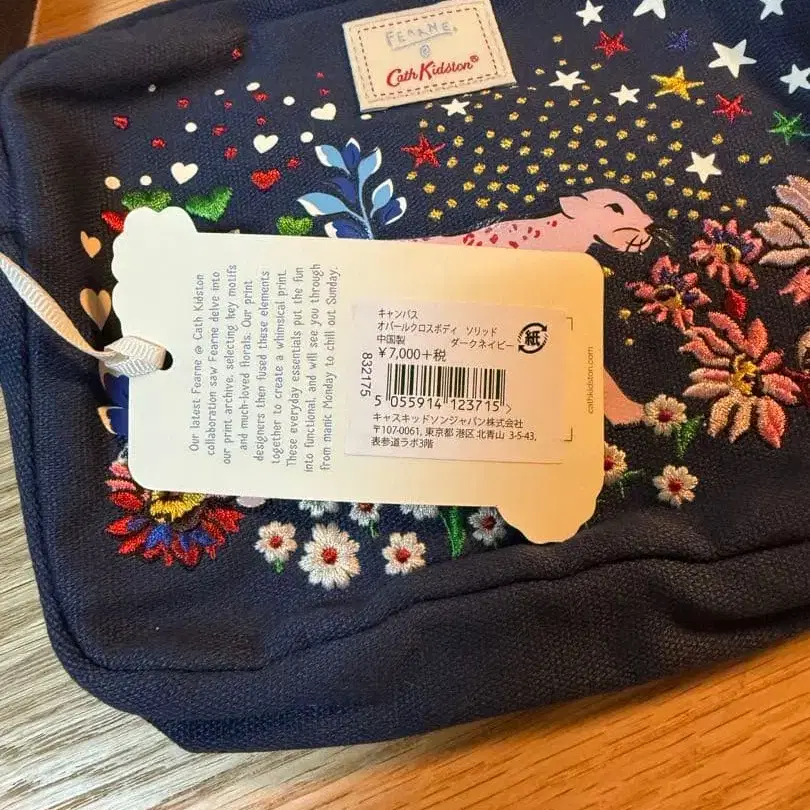 FEARNE
@
Cath Kidston®
Our latest Fearne @ Cath Kidston
collaboration saw Fearne delve into
our print archive, selecting key motifs
and much-loved florals. Our print
designers then fused these elements
together to create a whimsical print.
These everyday essentials put the fun
into functional, and will see you through
from manic Monday to chill out Sunday.
キャンバス
オバールクロスボディ ソリッド
中国製 ダークネイビー
¥7,000+税
紙
832175
5 055914 123715
キャスキッドソンジャパン株式会社
〒107-0061, 東京都 港区 北青山 3-5-43,
表参道ラボ3階
cathkidston.com